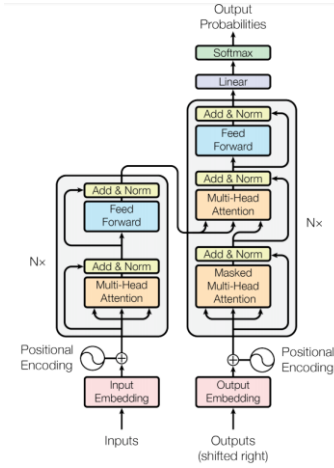 Output
Probabilities
Softmax
Linear
Add & Norm
Feed
Forward
Add & Norm
Multi-Head
Attention
Add & Norm
Masked
Multi-Head
Attention
N×
Add & Norm
Feed
Forward
Add & Norm
Multi-Head
Attention
N×
Positional
Encoding
Positional
Encoding
Input
Embedding
Output
Embedding
Inputs
Outputs
(shifted right)